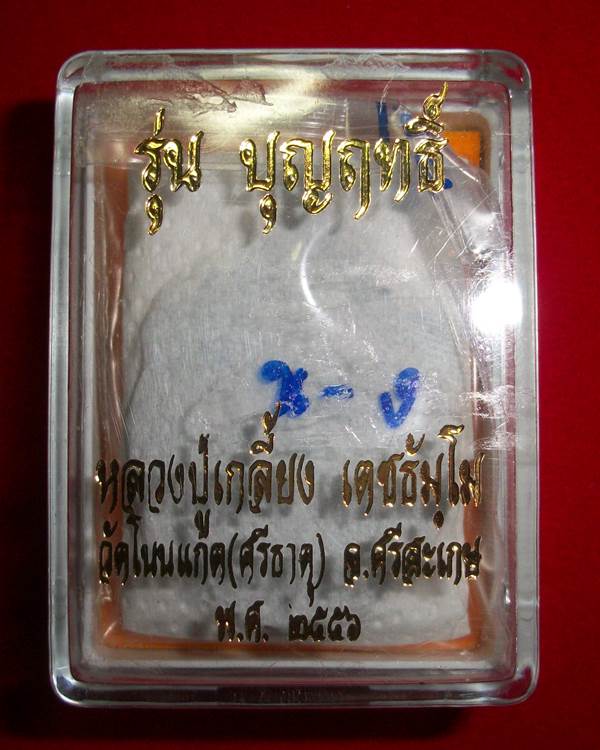 รุ่น บุญฤทธิ์
น - ง
หลวงปู่เกลี้ยง เตชธัมฺโม
วัดโนนแกด(ศรีธาตุ) จ.ศรีสะเกษ
พ.ศ. ๒๕๕๖